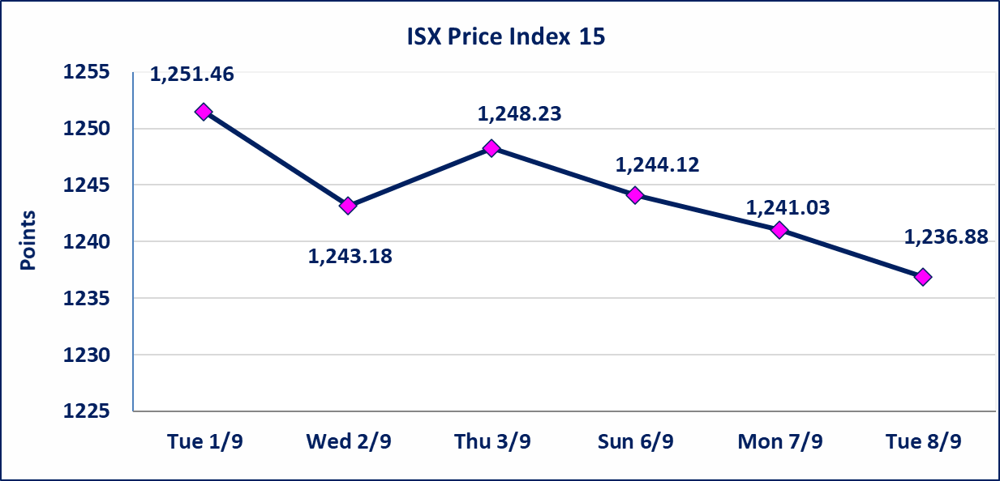 ISX Price Index 15
1255
1250
1245
1240
1235
1230
1225
Points
1,251.46
1,243.18
1,248.23
1,244.12
1,241.03
1,236.88
Tue 1/9
Wed 2/9
Thu 3/9
Sun 6/9
Mon 7/9
Tue 8/9